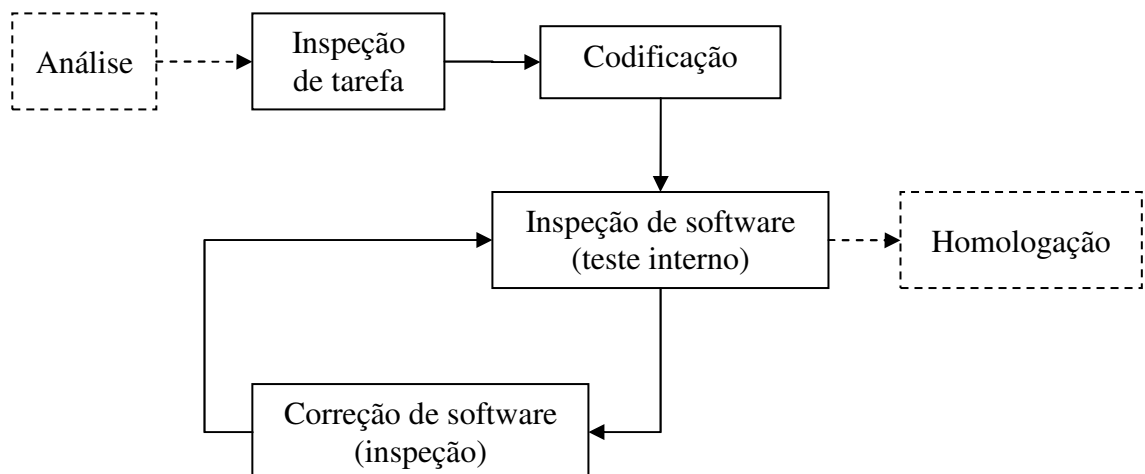 Análise
Inspeção
de tarefa
Codificação
Inspeção de software
(teste interno)
Homologação
Correção de software
(inspeção)